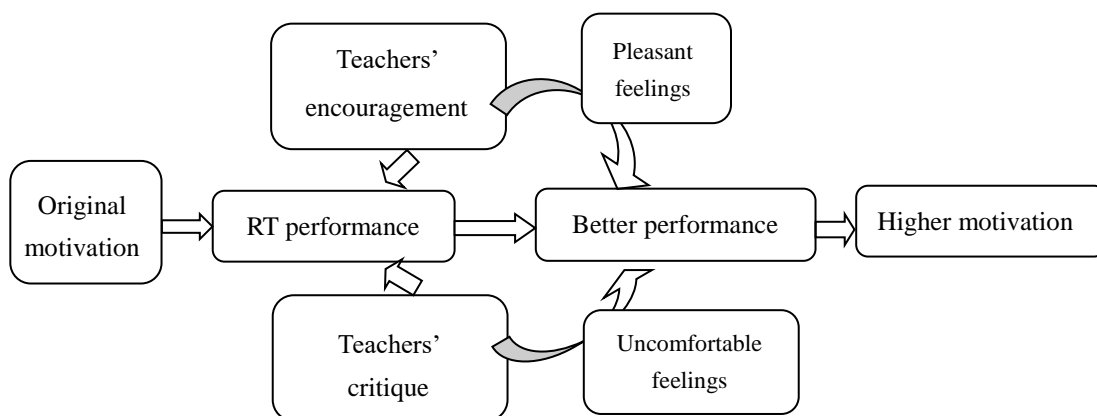 Teachers’
encouragement
Pleasant
feelings
Original
motivation
RT performance
Better performance
Higher motivation
Teachers’
critique
Uncomfortable
feelings